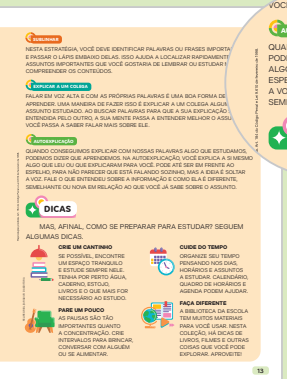 SUBLINHAR
NESTA ESTRATÉGIA, VOCÊ DEVE IDENTIFICAR PALAVRAS OU FRASES IMPORTA
E PASSAR O LÁPIS EMBAIXO DELAS. ISSO AJUDA A LOCALIZAR RAPIDAMENT
ASSUNTOS IMPORTANTES QUE VOCÊ GOSTARIA DE LEMBRAR OU ESTUDAR
COMPREENDER OS CONTEÚDOS.
EXPLICAR A UM COLEGA
FALAR EM VOZ ALTA E COM AS PRÓPRIAS PALAVRAS É UMA BOA FORMA DE
APRENDER. UMA MANEIRA DE FAZER ISSO É EXPLICAR A UM COLEGA ALGU
ASSUNTO ESTUDADO. AO BUSCAR PALAVRAS PARA QUE A SUA EXPLICAÇÃO
ENTENDIDA PELO OUTRO, A SUA MENTE PASSA A ENTENDER MELHOR O ASSU
VOCÊ PASSA A SABER FALAR MAIS SOBRE ELE.
AUTOEXPLICAÇÃO
QUANDO CONSEGUIMOS EXPLICAR COM NOSSAS PALAVRAS ALGO QUE ESTUDAMOS,
PODEMOS DIZER QUE APRENDEMOS. NA AUTOEXPLICAÇÃO, VOCÊ EXPLICA A SI MESMO
ALGO QUE LEU OU QUE EXPLICARAM PARA VOCÊ. PODE ATÉ SER EM FRENTE AO
ESPELHO, PARA NÃO PARECER QUE ESTÁ FALANDO SOZINHO, MAS A IDEIA É SOLTAR
A VOZ. FALE O QUE ENTENDEU SOBRE A INFORMAÇÃO E COMO ELA É DIFERENTE,
SEMELHANTE OU NOVA EM RELAÇÃO AO QUE VOCÊ JÁ SABE SOBRE O ASSUNTO.
DICAS
MAS, AFINAL, COMO SE PREPARAR PARA ESTUDAR? SEGUEM
ALGUMAS DICAS.
CRIE UM CANTINHO
SE POSSÍVEL, ENCONTRE
UM ESPAÇO TRANQUILO
E ESTUDE SEMPRE NELE.
TENHA POR PERTO ÁGUA,
CADERNO, ESTOJO,
LIVROS E O QUE MAIS FOR
NECESSÁRIO AO ESTUDO.
PARE UM POUCO
AS PAUSAS SÃO TÃO
IMPORTANTES QUANTO
A CONCENTRAÇÃO. CRIE
INTERVALOS PARA BRINCAR,
CONVERSAR COM ALGUÉM
OU SE ALIMENTAR.
CUIDE DO TEMPO
ORGANIZE SEU TEMPO
PENSANDO NOS DIAS,
HORÁRIOS E ASSUNTOS
A ESTUDAR. CALENDÁRIO,
QUADRO DE HORÁRIOS E
AGENDA PODEM AJUDAR.
FAÇA DIFERENTE
A BIBLIOTECA DA ESCOLA
TEM MUITOS MATERIAIS
PARA VOCÊ USAR. NESTA
COLEÇÃO, HÁ DICAS DE
LIVROS, FILMES E OUTRAS
COISAS QUE VOCÊ PODE
EXPLORAR. APROVEITE!
13
VOCÊ
QUA
POD
ALGO
ESPE
A VO
SEME